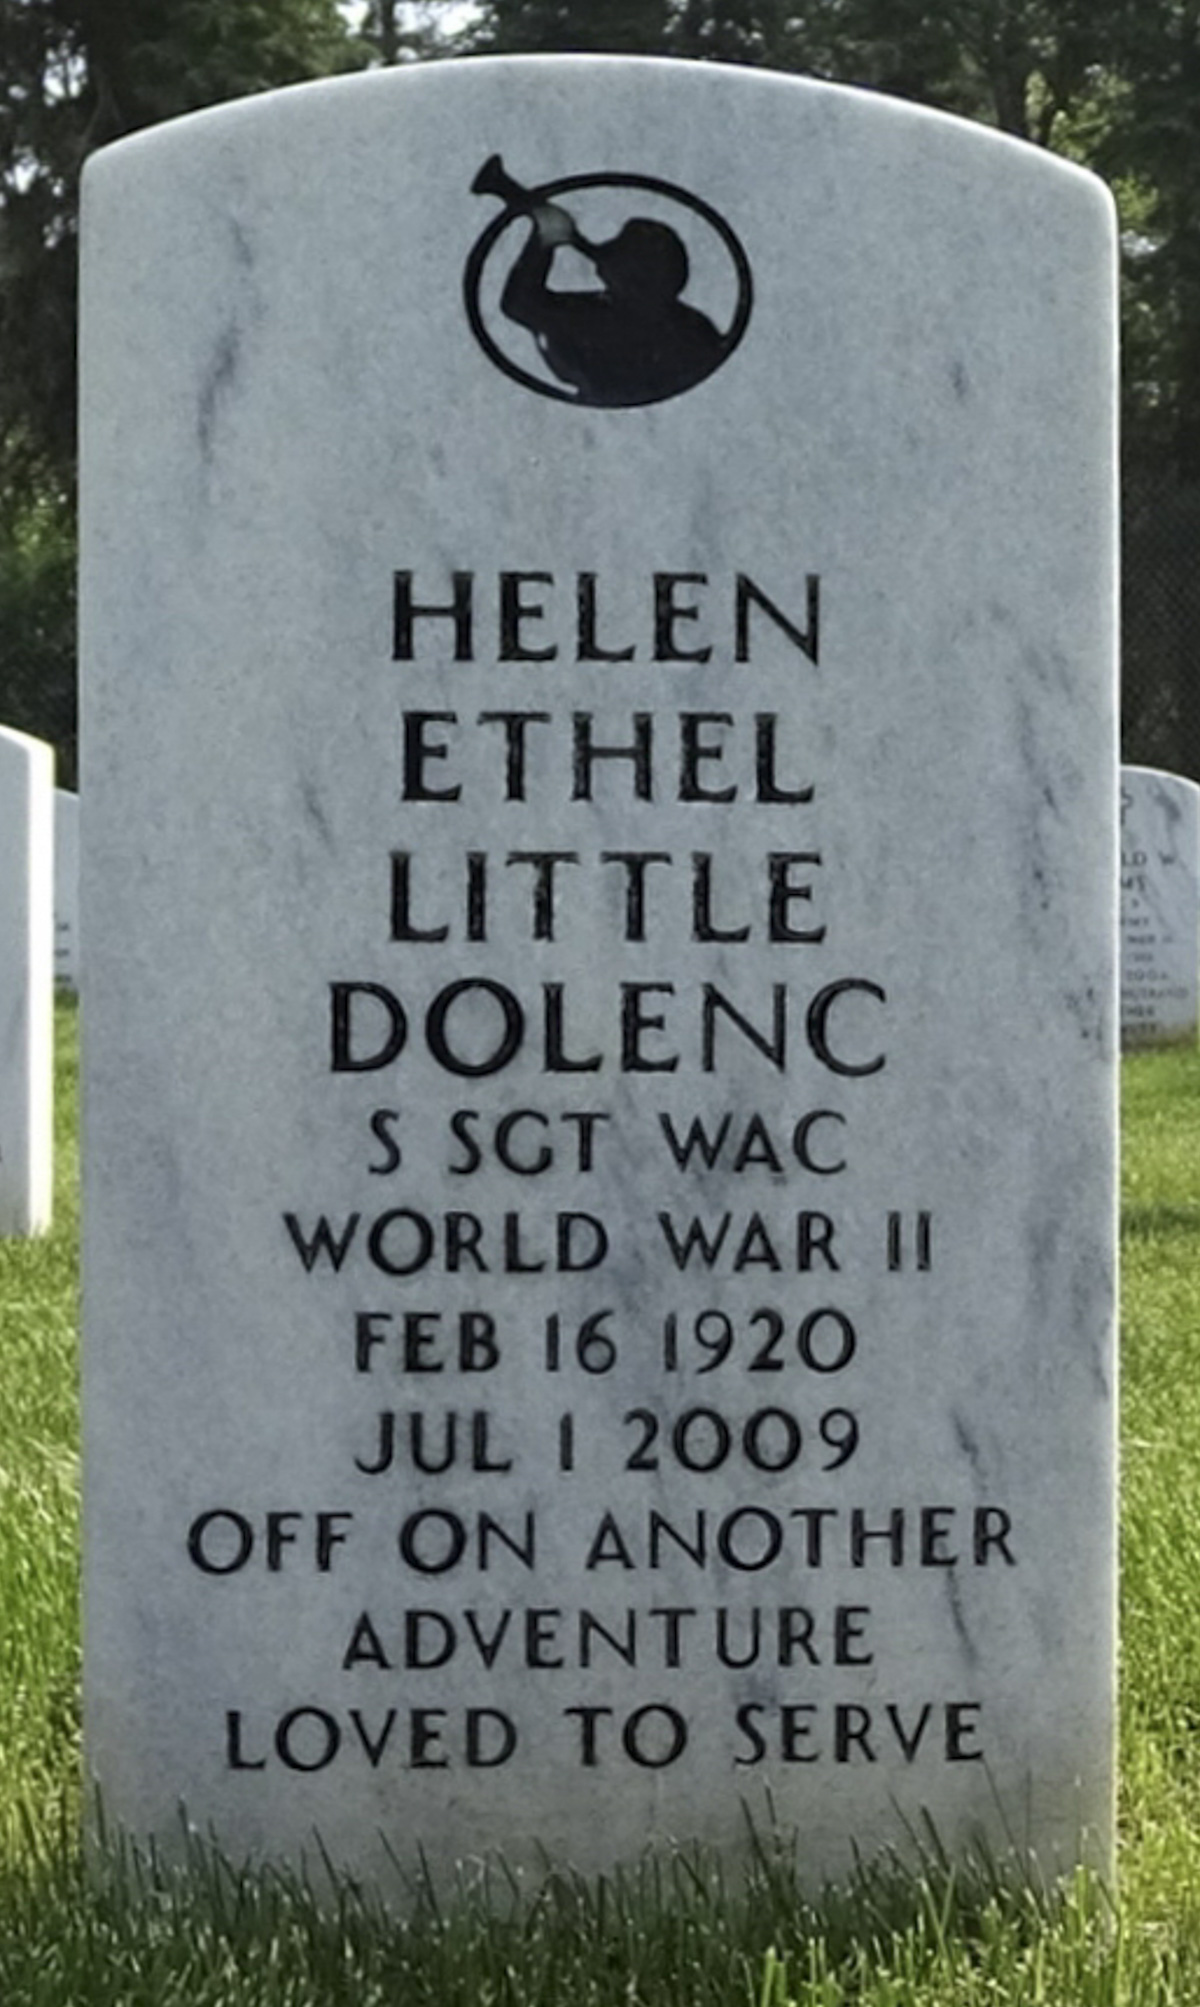 HELEN
ETHEL
LITTLE
DOLENC
S SGT WAC
WORLD WAR II
FEB 16 1920
JUL 1 2009
OFF ON ANOTHER
ADVENTURE
LOVED TO SERVE
LD W